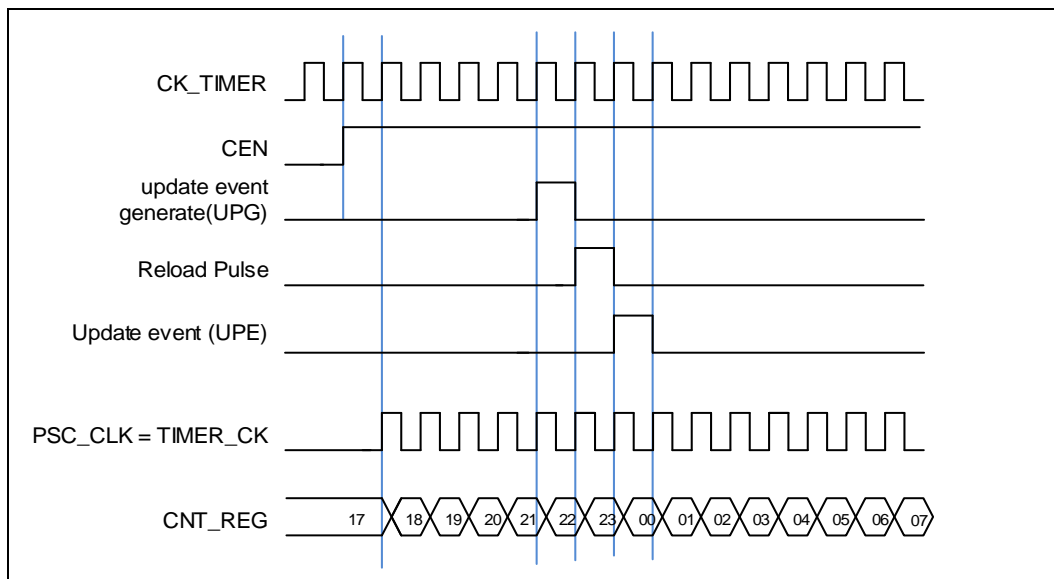 CK_TIMER
CEN
update event
generate(UPG)
Reload Pulse
Update event (UPE)
PSC_CLK = TIMER_CK
CNT_REG 17 18 19 20 21 22 23 00 01 02 03 04 05 06 07